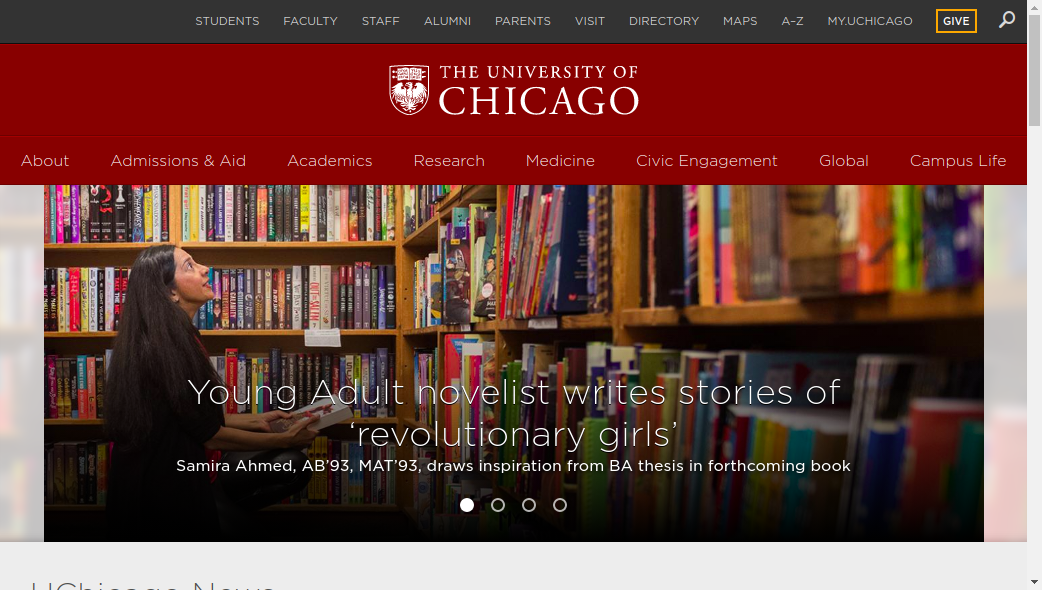 STUDENTS FACULTY STAFF ALUMNI PARENTS VISIT DIRECTORY MAPS A–Z MY.UCHICAGO GIVE
THE UNIVERSITY OF
CHICAGO
About Admissions & Aid Academics Research Medicine Civic Engagement Global Campus Life
Young Adult novelist writes stories of
‘revolutionary girls’
Samira Ahmed, AB’93, MAT’93, draws inspiration from BA thesis in forthcoming book
UChicago News